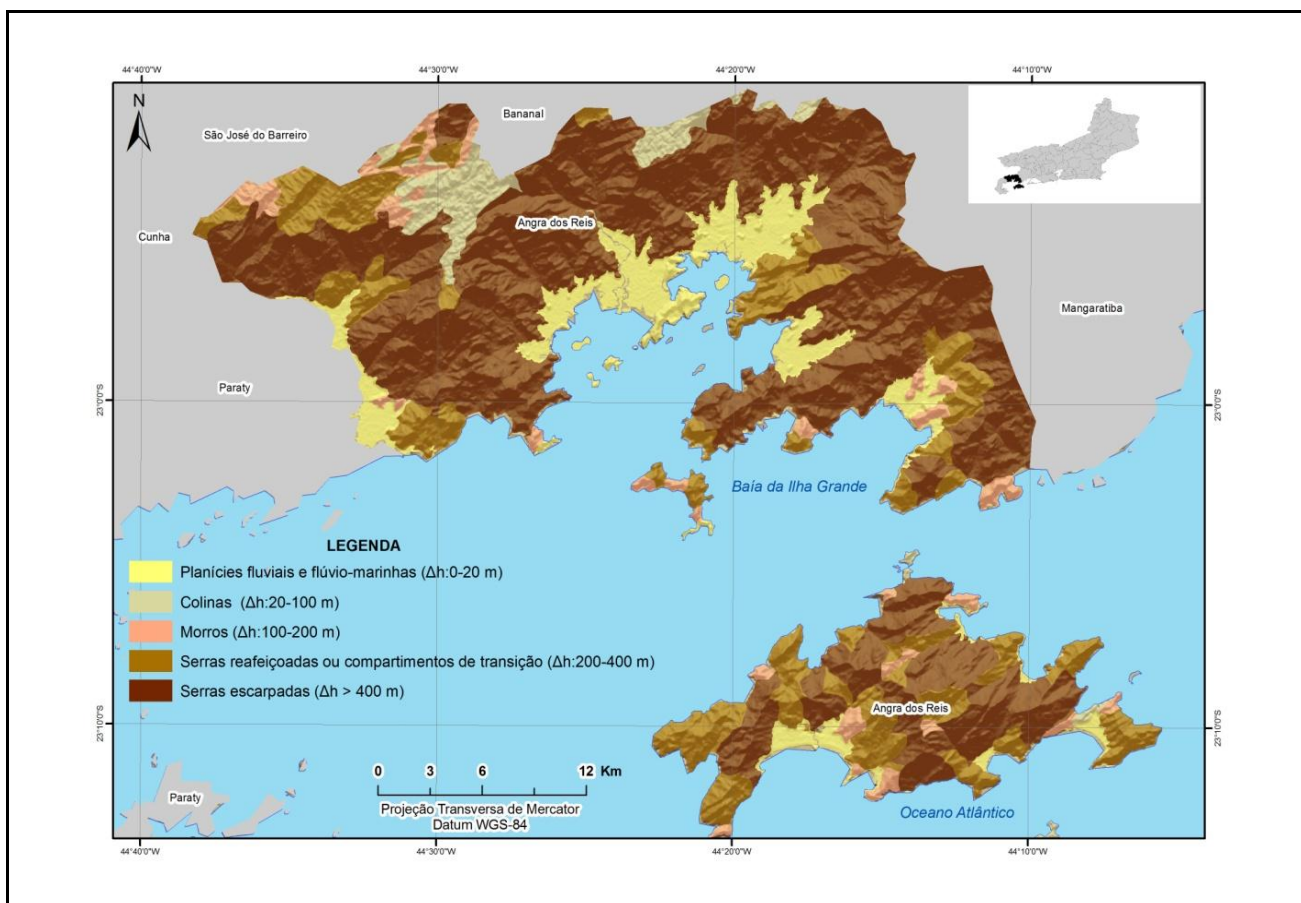 44°40'0"W
44°30'0"W
44°20'0"W
44°10'0"W
N
Bananal
São José do Barreiro
Cunha
Angra dos Reis
Mangaratiba
Paraty
23°0'0"S
23°0'0"S
Baía da Ilha Grande
LEGENDA
Planícies fluviais e flúvio-marinhas (Δh:0-20 m)
Colinas (Δh:20-100 m)
Morros (Δh:100-200 m)
Serras reafeiçoadas ou compartimentos de transição (Δh:200-400 m)
Serras escarpadas (Δh > 400 m)
Angra dos Reis
23°10'0"S
23°10'0"S
0 3 6 12 Km
Projeção Transversa de Mercator
Datum WGS-84
Paraty
Oceano Atlântico
44°40'0"W
44°30'0"W
44°20'0"W
44°10'0"W